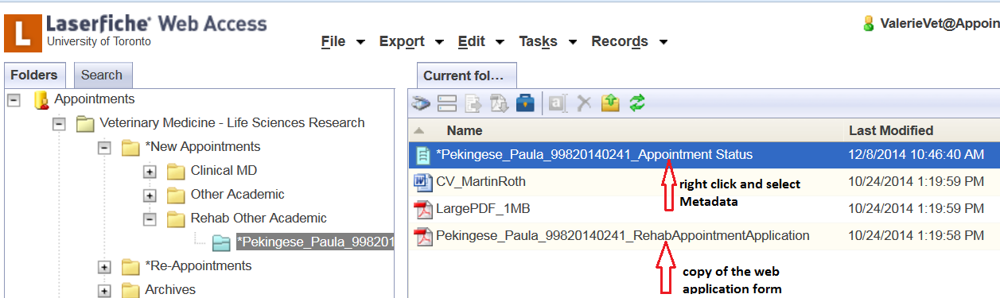 Laserfiche® Web Access
University of Toronto
File Export Edit Tasks Records
ValerieVet@Appoin
Folders Search
Appointments
Veterinary Medicine - Life Sciences Research
*New Appointments
Clinical MD
Other Academic
Rehab Other Academic
*Pekingese_Paula_998201
*Re-Appointments
Archives
Current fol…
Name Last Modified
*Pekingese_Paula_99820140241_Appointment Status 12/8/2014 10:46:40 AM
CV_MartinRoth 10/24/2014 1:19:59 PM
LargePDF_1MB 10/24/2014 1:19:59 PM
Pekingese_Paula_99820140241_RehabAppointmentApplication 10/24/2014 1:19:58 PM
right click and select
Metadata
copy of the web
application form